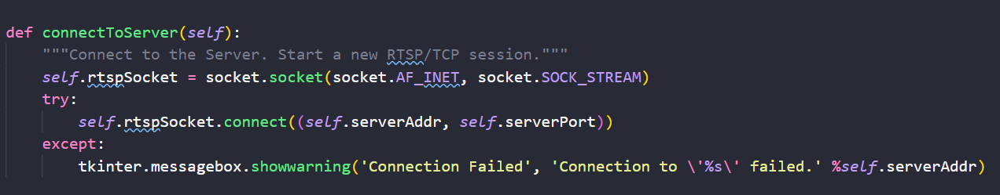 def connectToServer(self):
    """Connect to the Server. Start a new RTSP/TCP session."""
    self.rtspSocket = socket.socket(socket.AF_INET, socket.SOCK_STREAM)
    try:
        self.rtspSocket.connect((self.serverAddr, self.serverPort))
    except:
        tkinter.messagebox.showwarning('Connection Failed', 'Connection to \'%s\' failed.' %self.serverAddr)